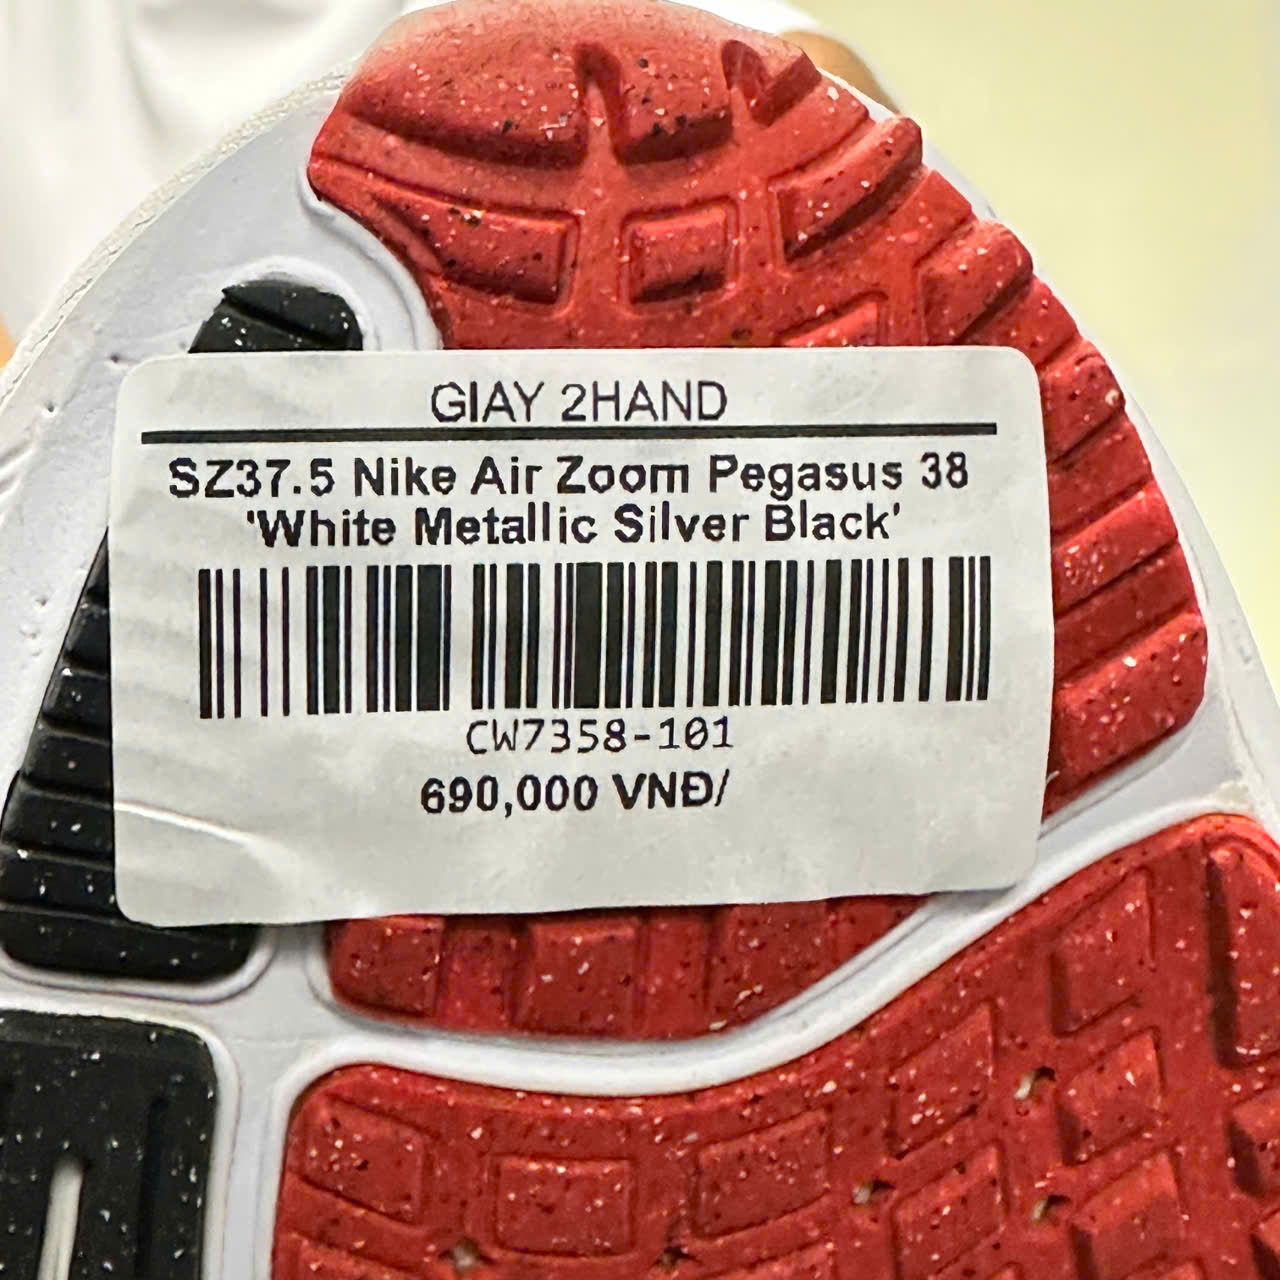 GIAY 2HAND
SZ37.5 Nike Air Zoom Pegasus 38
'White Metallic Silver Black'
CW7358-101
690,000 VNĐ/